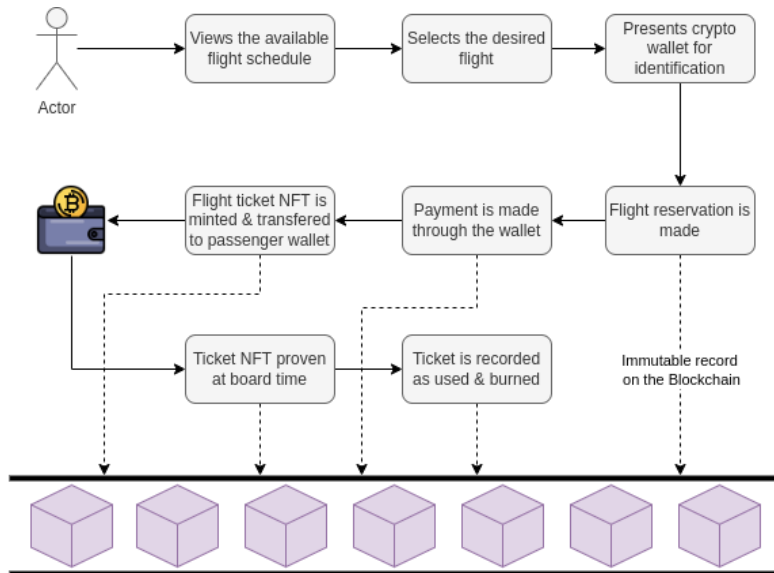 Actor
Views the available
flight schedule
Selects the desired
flight
Presents crypto
wallet for
identification
Flight ticket NFT is
minted & transfered
to passenger wallet
Payment is made
through the wallet
Flight reservation is
made
Ticket NFT proven
at board time
Ticket is recorded
as used & burned
Immutable record
on the Blockchain